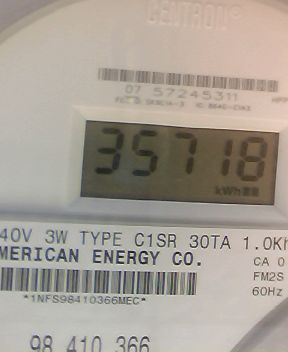 CENTRON®
07 57245311
35718
kWh
40V 3W TYPE C1SR 30TA 1.0Kh
MERICAN ENERGY CO.
CA 0
FM2S
60Hz
*1NFS98410366MEC*
98 410 366